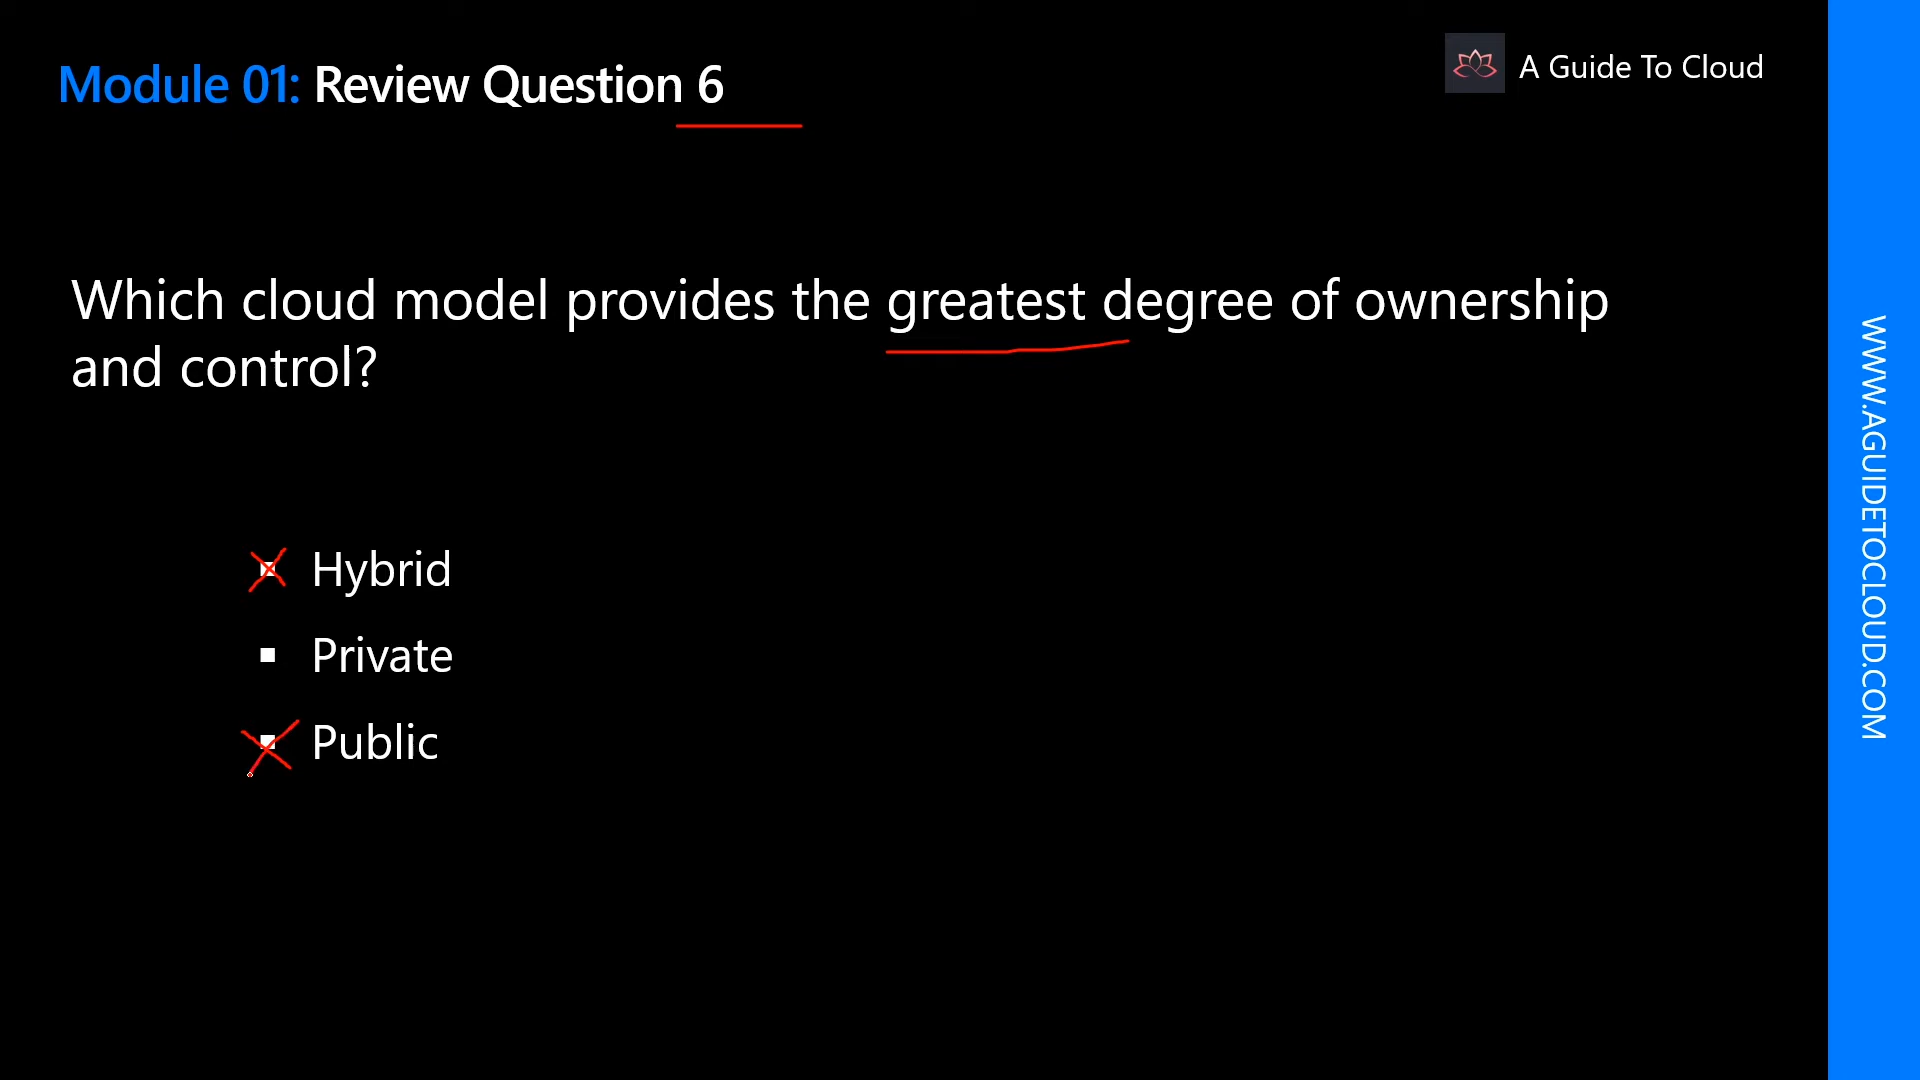 Module 01: Review Question 6
A Guide To Cloud
Which cloud model provides the greatest degree of ownership
and control?
Hybrid
Private
Public
WWW.AGUIDETOCLOUD.COM